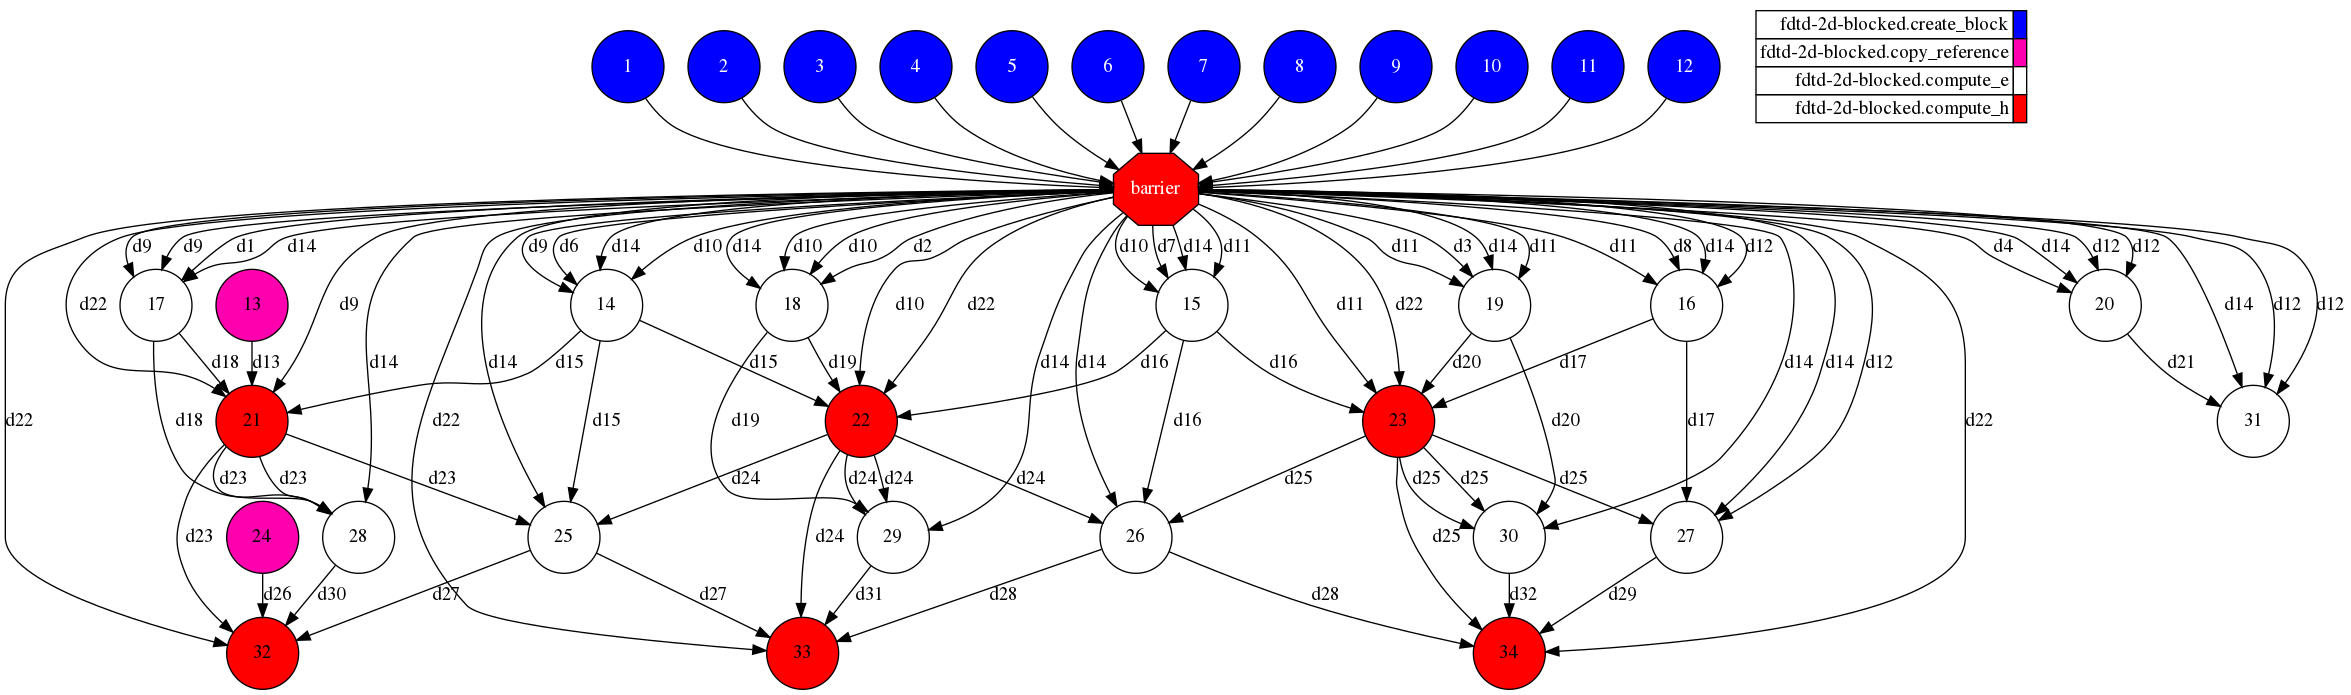 fdtd-2d-blocked.create_block
fdtd-2d-blocked.copy_reference
fdtd-2d-blocked.compute_e
fdtd-2d-blocked.compute_h
1 2 3 4 5 6 7 8 9 10 11 12
barrier
d9 d9 d1 d14 d9 d6 d14 d10 d14 d10 d10 d2 d10 d7 d14 d11 d11 d3 d14 d11 d11 d8 d14 d12 d4 d14 d12 d12
17 13 14 18 15 19 16 20
d22 d9 d10 d22 d11 d22 d14 d12 d12
d18 d13 d15 d14 d14 d15 d19 d14 d14 d16 d16 d20 d17 d14 d14 d12 d21
d22 d18 21 d15 d22 d19 22 d16 23 d20 d17 d22 31
d23 d23 d23 d24 d24 d24 d24 d25 d25 d25 d25
d23 24 28 25 d24 29 26 d25 30 27
d26 d30 d27 d27 d31 d28 d28 d32 d29
32 33 34